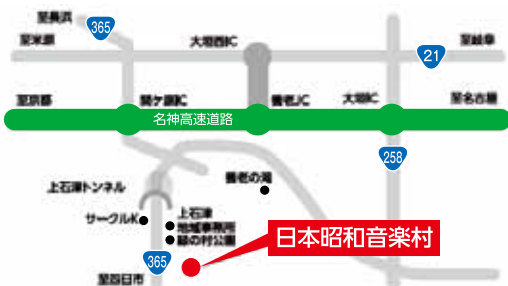 至長浜
365
至米原
大垣西IC
至岐阜
21
至京都
関ケ原IC
養老JC
大垣IC
至名古屋
名神高速道路
258
上石津トンネル
養老の滝
サークルK
上石津
地域事務所
緑の村公園
日本昭和音楽村
365
至四日市